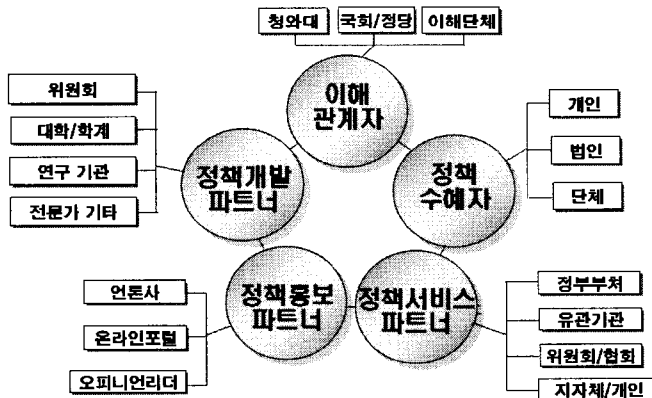 청와대 국회/정당 이해단체
이해
관계자
위원회
대학/학계
연구 기관
전문가 기타
정책개발
파트너
개인
법인
단체
정책
수혜자
언론사
온라인포털
오피니언리더
정책홍보
파트너
정책서비스
파트너
정부부처
유관기관
위원회/협회
지자체/개인